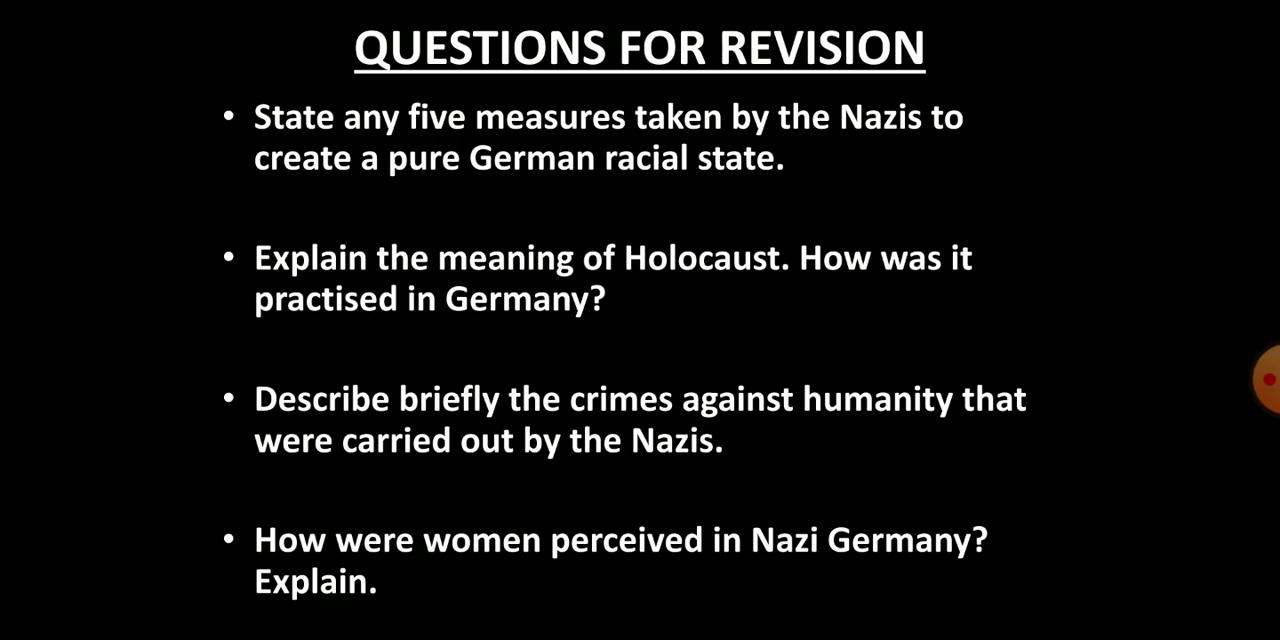 QUESTIONS FOR REVISION
• State any five measures taken by the Nazis to
create a pure German racial state.
• Explain the meaning of Holocaust. How was it
practised in Germany?
• Describe briefly the crimes against humanity that
were carried out by the Nazis.
• How were women perceived in Nazi Germany?
Explain.